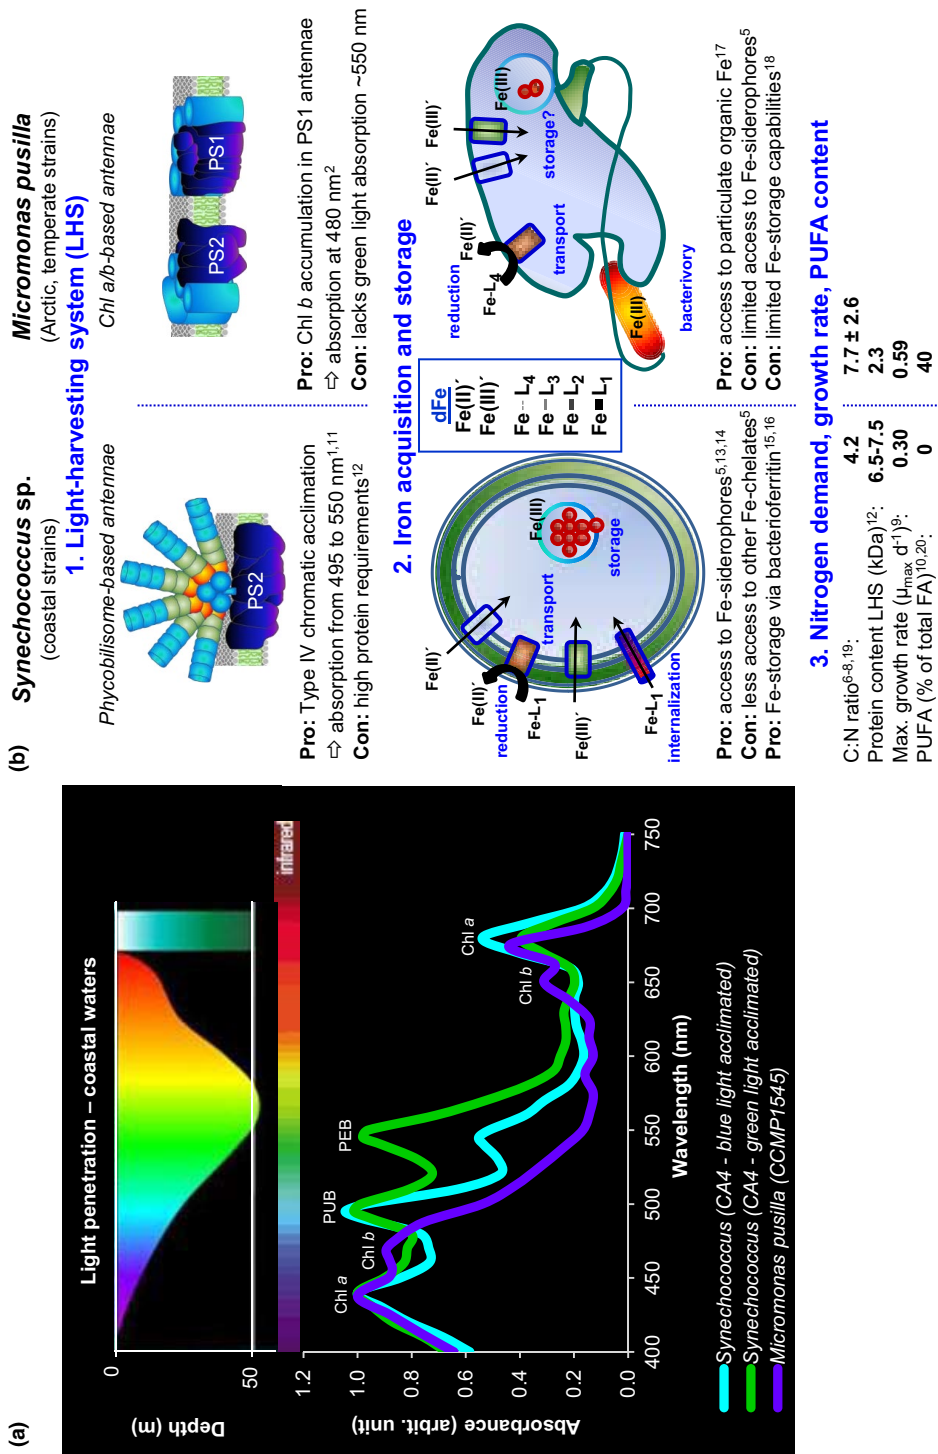 (a)
Light penetration – coastal waters
0
50
Depth (m)
infrared
1.2
1.0
0.8
0.6
0.4
0.2
0.0
Absorbance (arbit. unit)
Chl a
Chl b
PUB
PEB
Chl b
Chl a
400
450
500
550
600
650
700
750
Wavelength (nm)
Synechococcus (CA4 - blue light acclimated)
Synechococcus (CA4 - green light acclimated)
Micromonas pusilla (CCMP1545)
(b)
Synechococcus sp.
(coastal strains)
Micromonas pusilla
(Arctic, temperate strains)
1. Light-harvesting system (LHS)
Phycobilisome-based antennae
Chl a/b-based antennae
PS2
PS2
PS1
Pro: Type IV chromatic acclimation
⇨ absorption from 495 to 550 nm1,11
Con: high protein requirements12
Pro: Chl b accumulation in PS1 antennae
⇨ absorption at 480 nm2
Con: lacks green light absorption ~550 nm
2. Iron acquisition and storage
Fe(II)´
Fe(II)´
reduction
Fe-L1
Fe(III)´
Fe-L1
internalization
transport
Fe(III)
storage
dFe
Fe(II)´
Fe(III)´
Fe L4
Fe L3
Fe L2
Fe L1
reduction
Fe-L4
Fe(II)´
transport
Fe(II)´
Fe(III)´
storage?
Fe(III)
Fe(III)
bacterivory
Pro: access to Fe-siderophores5,13,14
Con: less access to other Fe-chelates5
Pro: Fe-storage via bacterioferritin15,16
Pro: access to particulate organic Fe17
Con: limited access to Fe-siderophores5
Con: limited Fe-storage capabilities18
3. Nitrogen demand, growth rate, PUFA content
C:N ratio6-8,19: 4.2 7.7 ± 2.6
Protein content LHS (kDa)12: 6.5-7.5 2.3
Max. growth rate (µmax d-1)9: 0.30 0.59
PUFA (% of total FA)10,20: 0 40